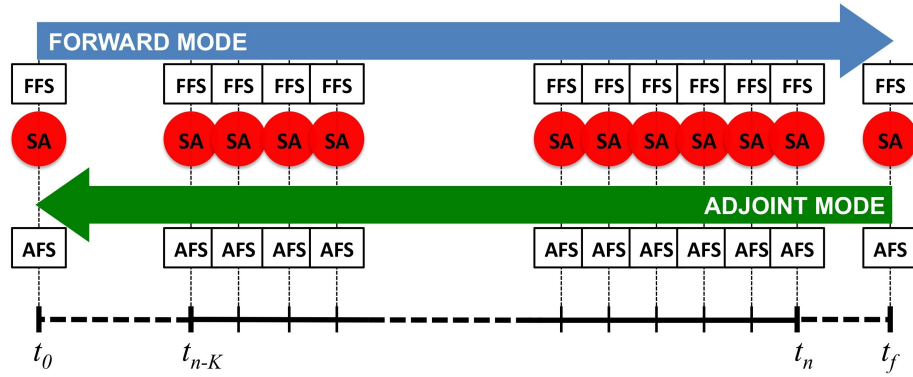 FORWARD MODE
FFS FFS FFS FFS FFS FFS FFS FFS FFS FFS FFS FFS
SA SA SA SA SA SA SA SA SA SA SA SA
ADJOINT MODE
AFS AFS AFS AFS AFS AFS AFS AFS AFS AFS AFS AFS
t0 tn-K tn tf